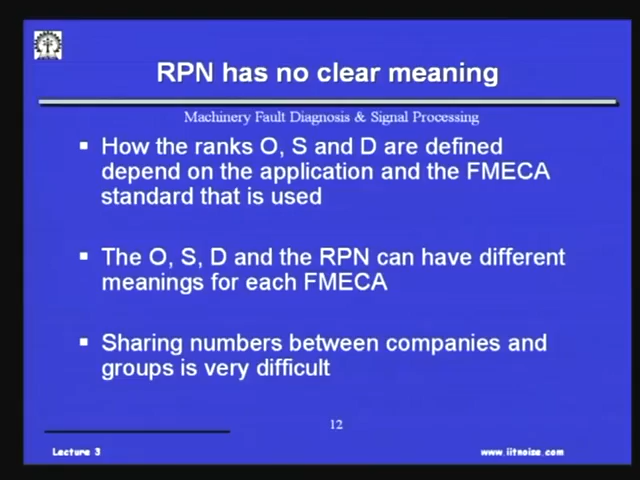 RPN has no clear meaning
Machinery Fault Diagnosis & Signal Processing
▪ How the ranks O, S and D are defined
depend on the application and the FMECA
standard that is used
▪ The O, S, D and the RPN can have different
meanings for each FMECA
▪ Sharing numbers between companies and
groups is very difficult
12
Lecture 3
www.iitnoise.com